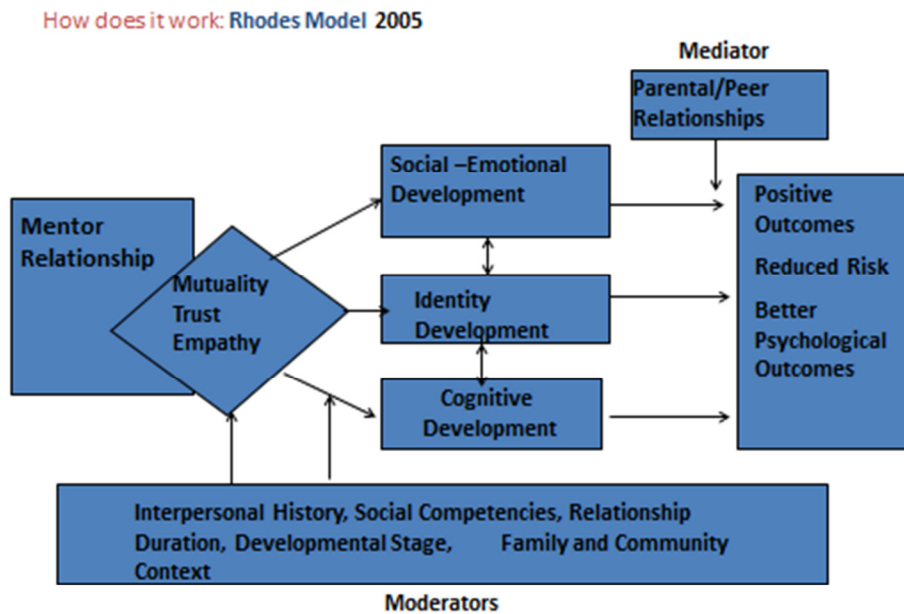 How does it work: Rhodes Model 2005
Mediator
Parental/Peer
Relationships
Social –Emotional
Development
Mentor
Relationship
Mutuality
Trust
Empathy
Identity
Development
Cognitive
Development
Positive
Outcomes
Reduced Risk
Better
Psychological
Outcomes
Interpersonal History, Social Competencies, Relationship
Duration, Developmental Stage, Family and Community
Context
Moderators